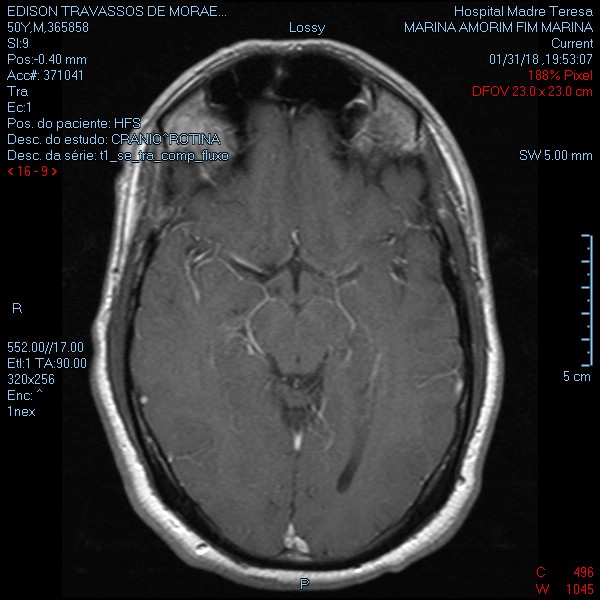 EDISON TRAVASSOS DE MORAE...
50Y,M,365858
Sl:9
Pos:-0.40 mm
Acc#: 371041
Tra
Ec:1
Pos. do paciente: HFS
Desc. do estudo: CRANIO^ROTINA
Desc. da série: t1_se_tra_comp_fluxo
< 16 - 9 >
Lossy
Hospital Madre Teresa
MARINA AMORIM FIM MARINA
Current
01/31/18 ,19:53:07
188% Pixel
DFOV 23.0 x 23.0 cm
SW 5.00 mm
R
552.00//17.00
Etl:1 TA:90.00
320x256
Enc: ^
1nex
5 cm
P
C 496
W 1045